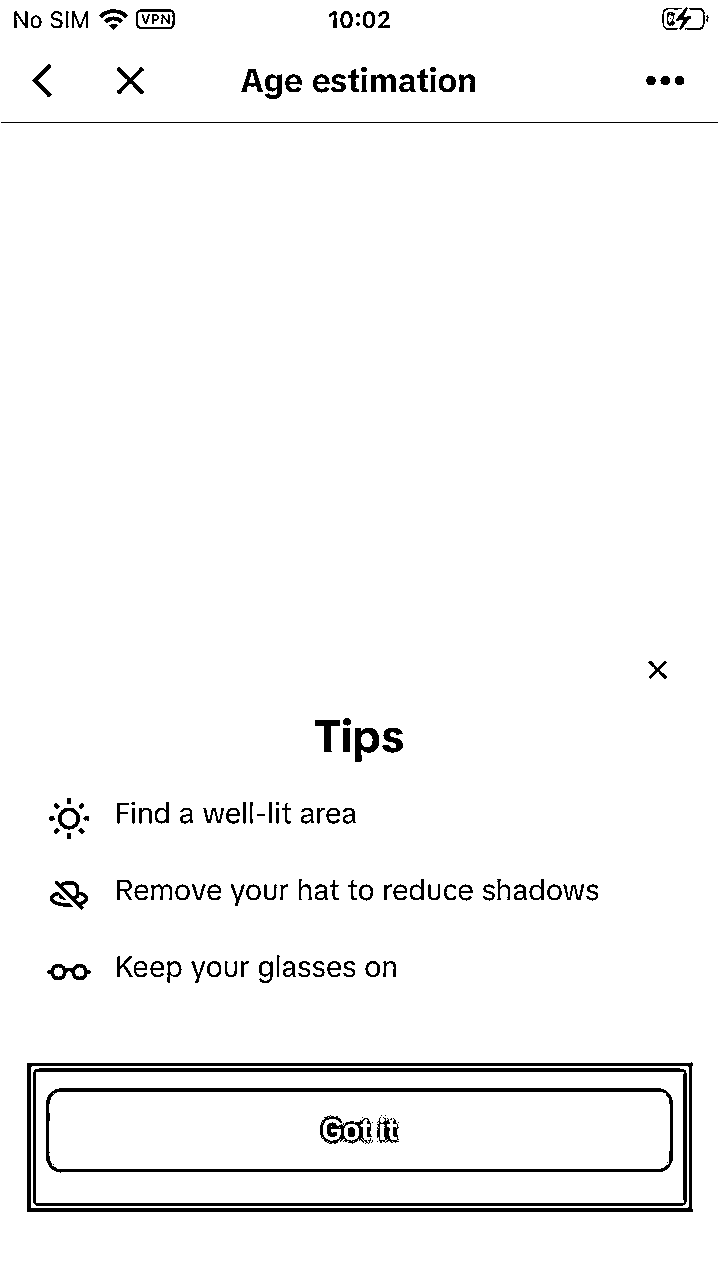 No SIM VPN 10:02
Age estimation
Tips
Find a well-lit area
Remove your hat to reduce shadows
Keep your glasses on
Got it